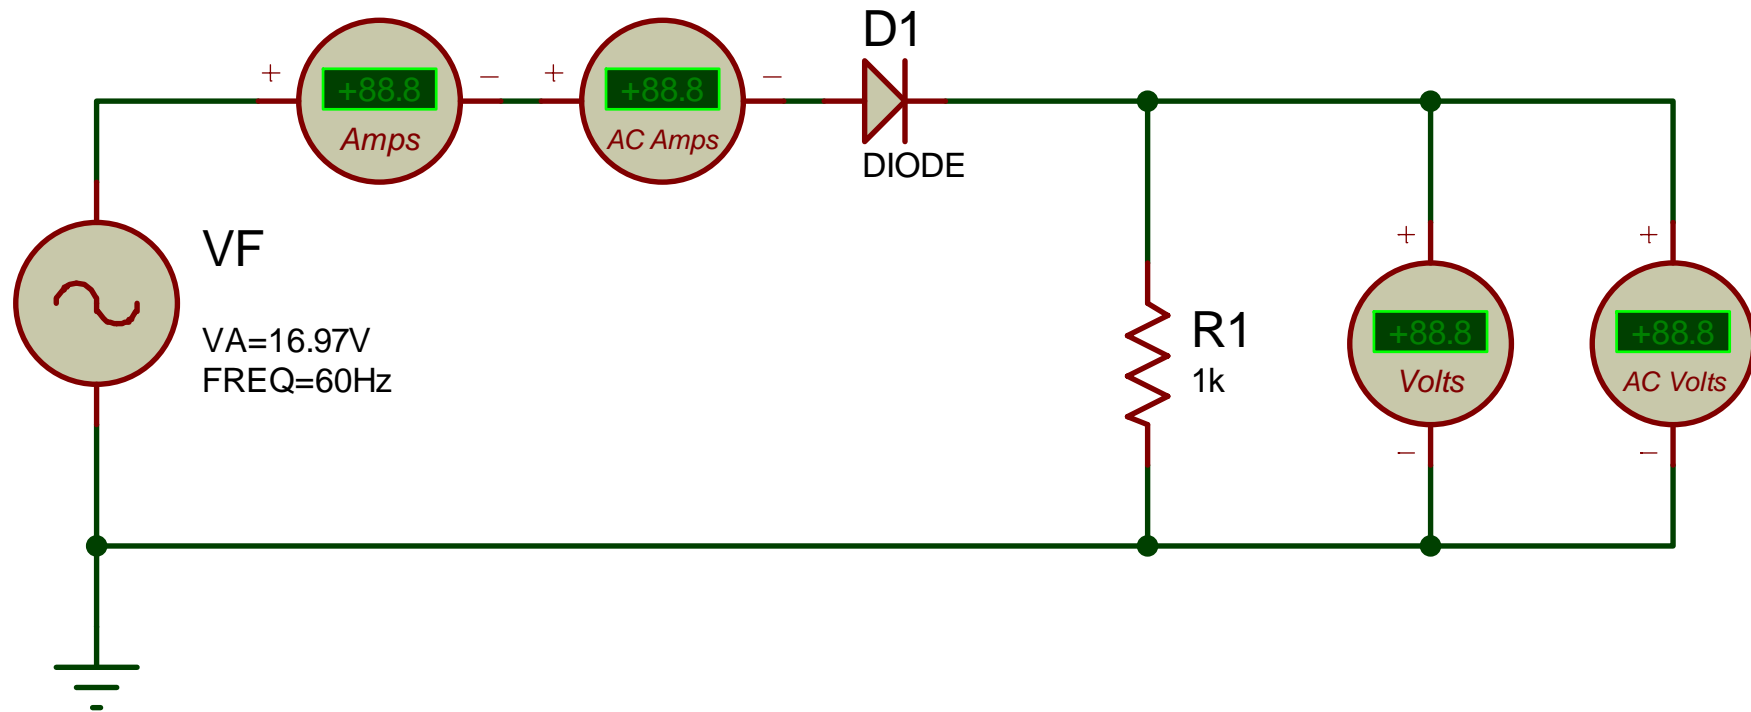 D1
+ +88.8 − + +88.8 −
Amps
AC Amps
DIODE
VF
VA=16.97V
FREQ=60Hz
R1
1k
+ +
+88.8
Volts
+88.8
AC Volts
− −